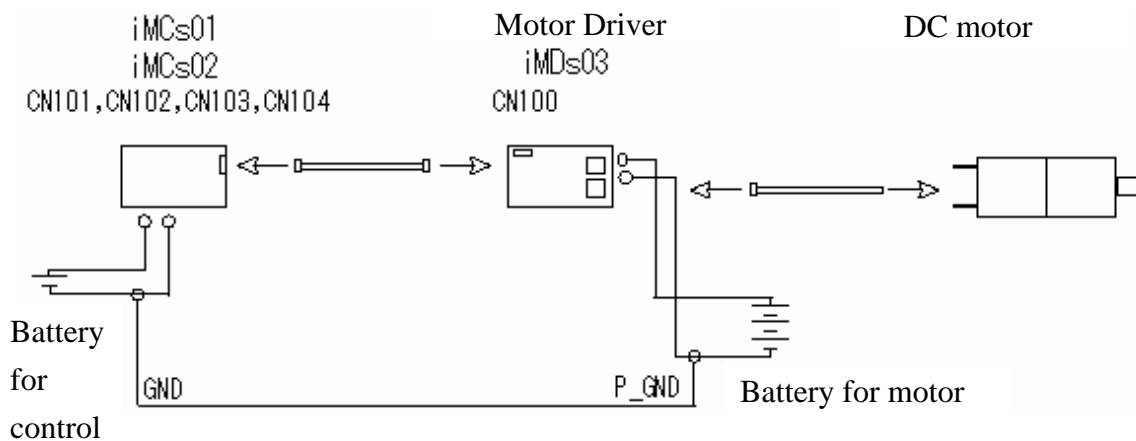 iMCs01
iMCs02
CN101,CN102,CN103,CN104
Motor Driver
iMDs03
CN100
DC motor
Battery
for
control
GND
P_GND
Battery for motor